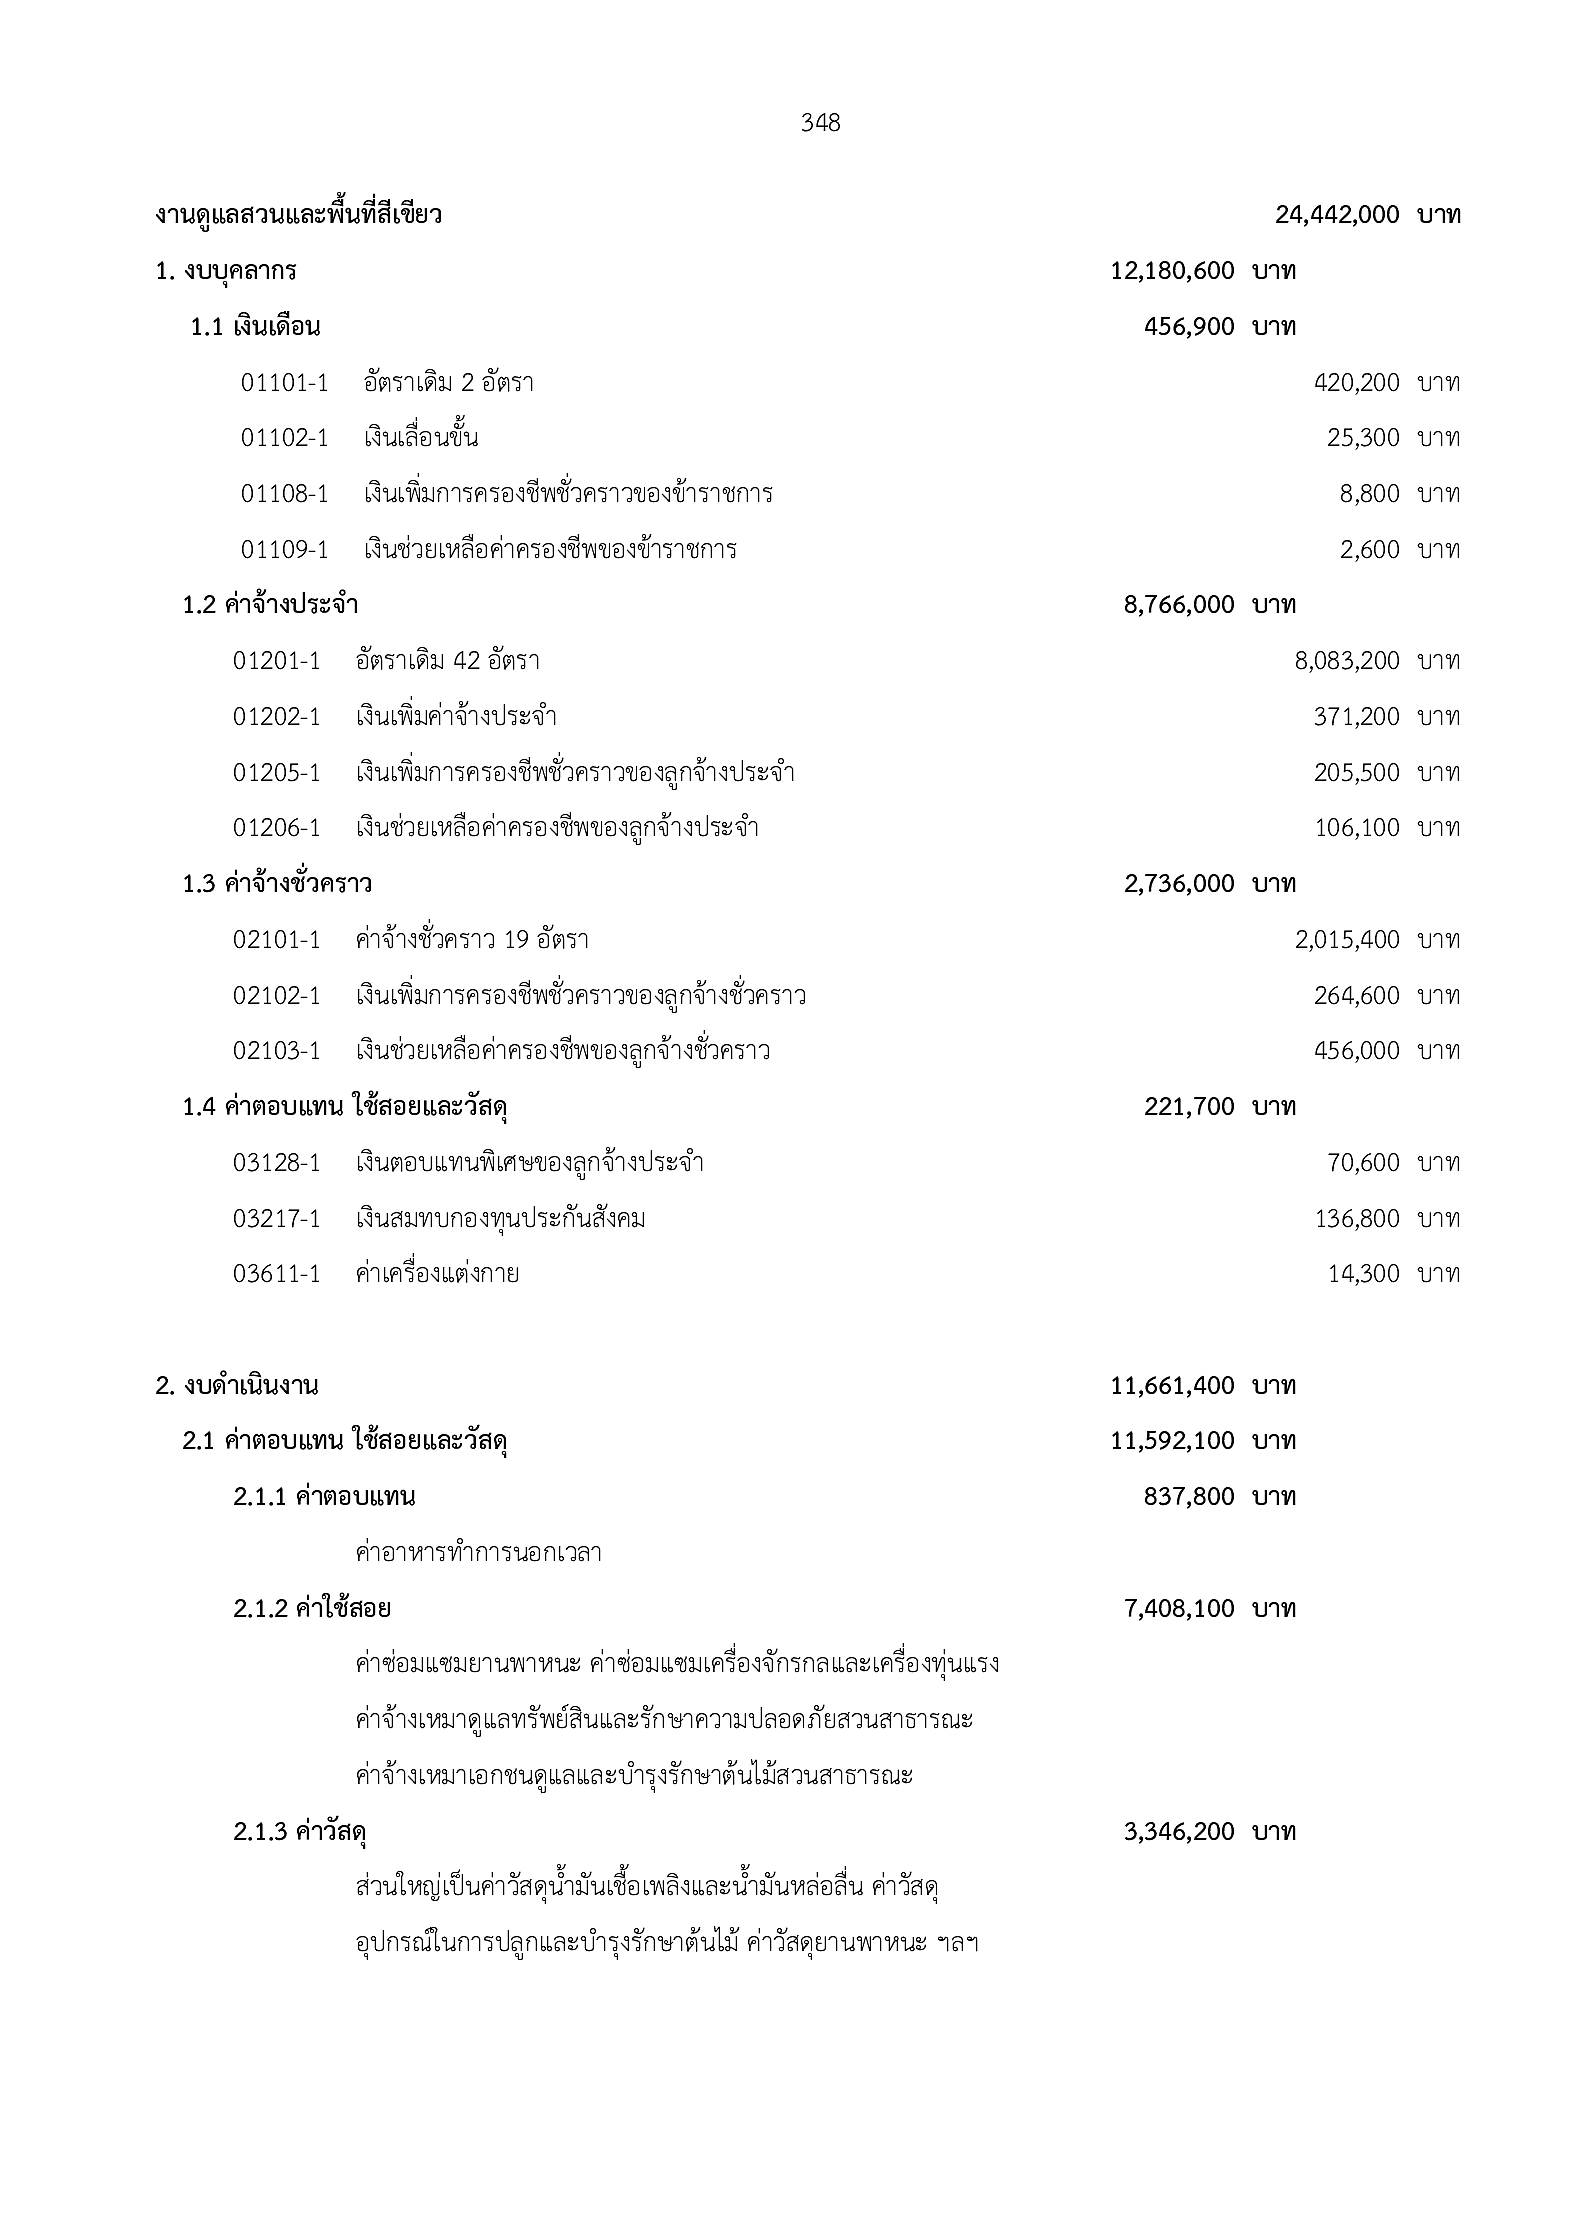 348
งานดูแลสวนและพื้นที่สีเขียว 24,442,000 บาท
1. งบบุคลากร 12,180,600 บาท
1.1 เงินเดือน 456,900 บาท
01101-1 อัตราเดิม 2 อัตรา 420,200 บาท
01102-1 เงินเลื่อนขั้น 25,300 บาท
01108-1 เงินเพิ่มการครองชีพชั่วคราวของข้าราชการ 8,800 บาท
01109-1 เงินช่วยเหลือค่าครองชีพของข้าราชการ 2,600 บาท
1.2 ค่าจ้างประจำ 8,766,000 บาท
01201-1 อัตราเดิม 42 อัตรา 8,083,200 บาท
01202-1 เงินเพิ่มค่าจ้างประจำ 371,200 บาท
01205-1 เงินเพิ่มการครองชีพชั่วคราวของลูกจ้างประจำ 205,500 บาท
01206-1 เงินช่วยเหลือค่าครองชีพของลูกจ้างประจำ 106,100 บาท
1.3 ค่าจ้างชั่วคราว 2,736,000 บาท
02101-1 ค่าจ้างชั่วคราว 19 อัตรา 2,015,400 บาท
02102-1 เงินเพิ่มการครองชีพชั่วคราวของลูกจ้างชั่วคราว 264,600 บาท
02103-1 เงินช่วยเหลือค่าครองชีพของลูกจ้างชั่วคราว 456,000 บาท
1.4 ค่าตอบแทน ใช้สอยและวัสดุ 221,700 บาท
03128-1 เงินตอบแทนพิเศษของลูกจ้างประจำ 70,600 บาท
03217-1 เงินสมทบกองทุนประกันสังคม 136,800 บาท
03611-1 ค่าเครื่องแต่งกาย 14,300 บาท
2. งบดำเนินงาน 11,661,400 บาท
2.1 ค่าตอบแทน ใช้สอยและวัสดุ 11,592,100 บาท
2.1.1 ค่าตอบแทน 837,800 บาท
ค่าอาหารทำการนอกเวลา
2.1.2 ค่าใช้สอย 7,408,100 บาท
ค่าซ่อมแซมยานพาหนะ ค่าซ่อมแซมเครื่องจักรกลและเครื่องทุ่นแรง
ค่าจ้างเหมาดูแลทรัพย์สินและรักษาความปลอดภัยสวนสาธารณะ
ค่าจ้างเหมาเอกชนดูแลและบำรุงรักษาต้นไม้สวนสาธารณะ
2.1.3 ค่าวัสดุ 3,346,200 บาท
ส่วนใหญ่เป็นค่าวัสดุน้ำมันเชื้อเพลิงและน้ำมันหล่อลื่น ค่าวัสดุ
อุปกรณ์ในการปลูกและบำรุงรักษาต้นไม้ ค่าวัสดุยานพาหนะ ฯลฯ